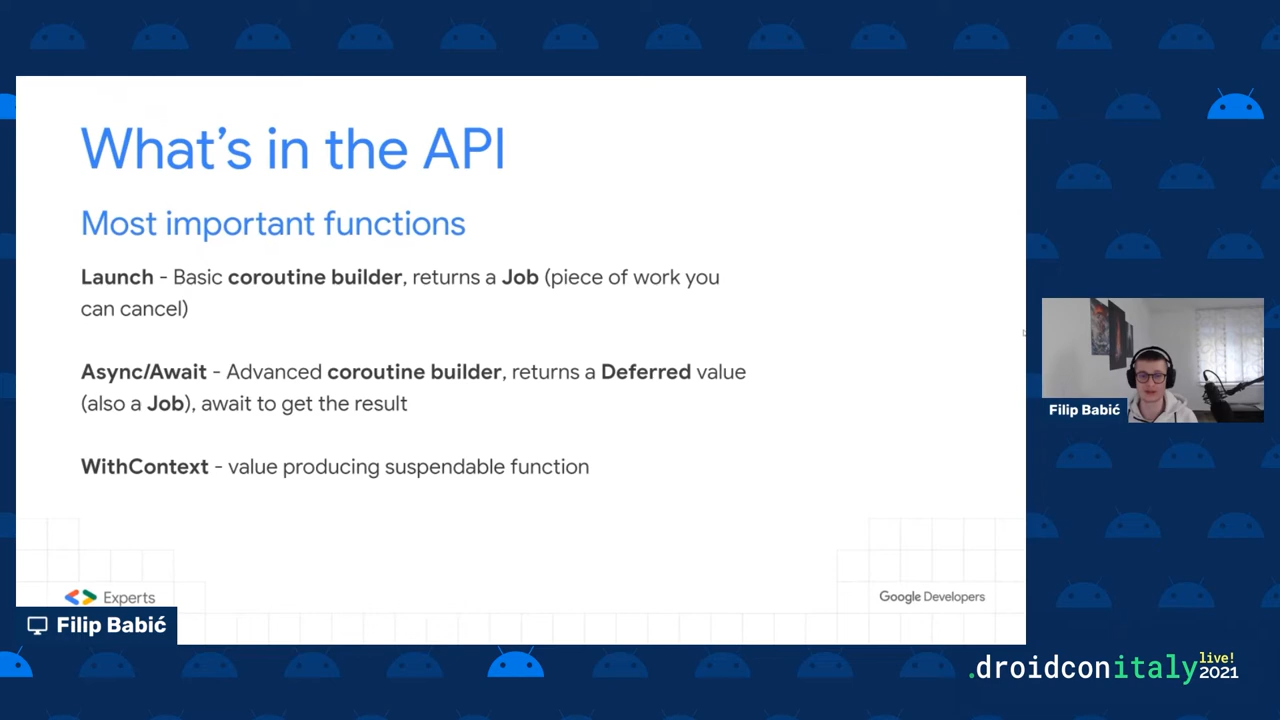 What's in the API
Most important functions
Launch - Basic coroutine builder, returns a Job (piece of work you
can cancel)
Async/Await - Advanced coroutine builder, returns a Deferred value
(also a Job), await to get the result
WithContext - value producing suspendable function
Experts
Google Developers
Filip Babić
Filip Babić
.droidconitaly live! 2021